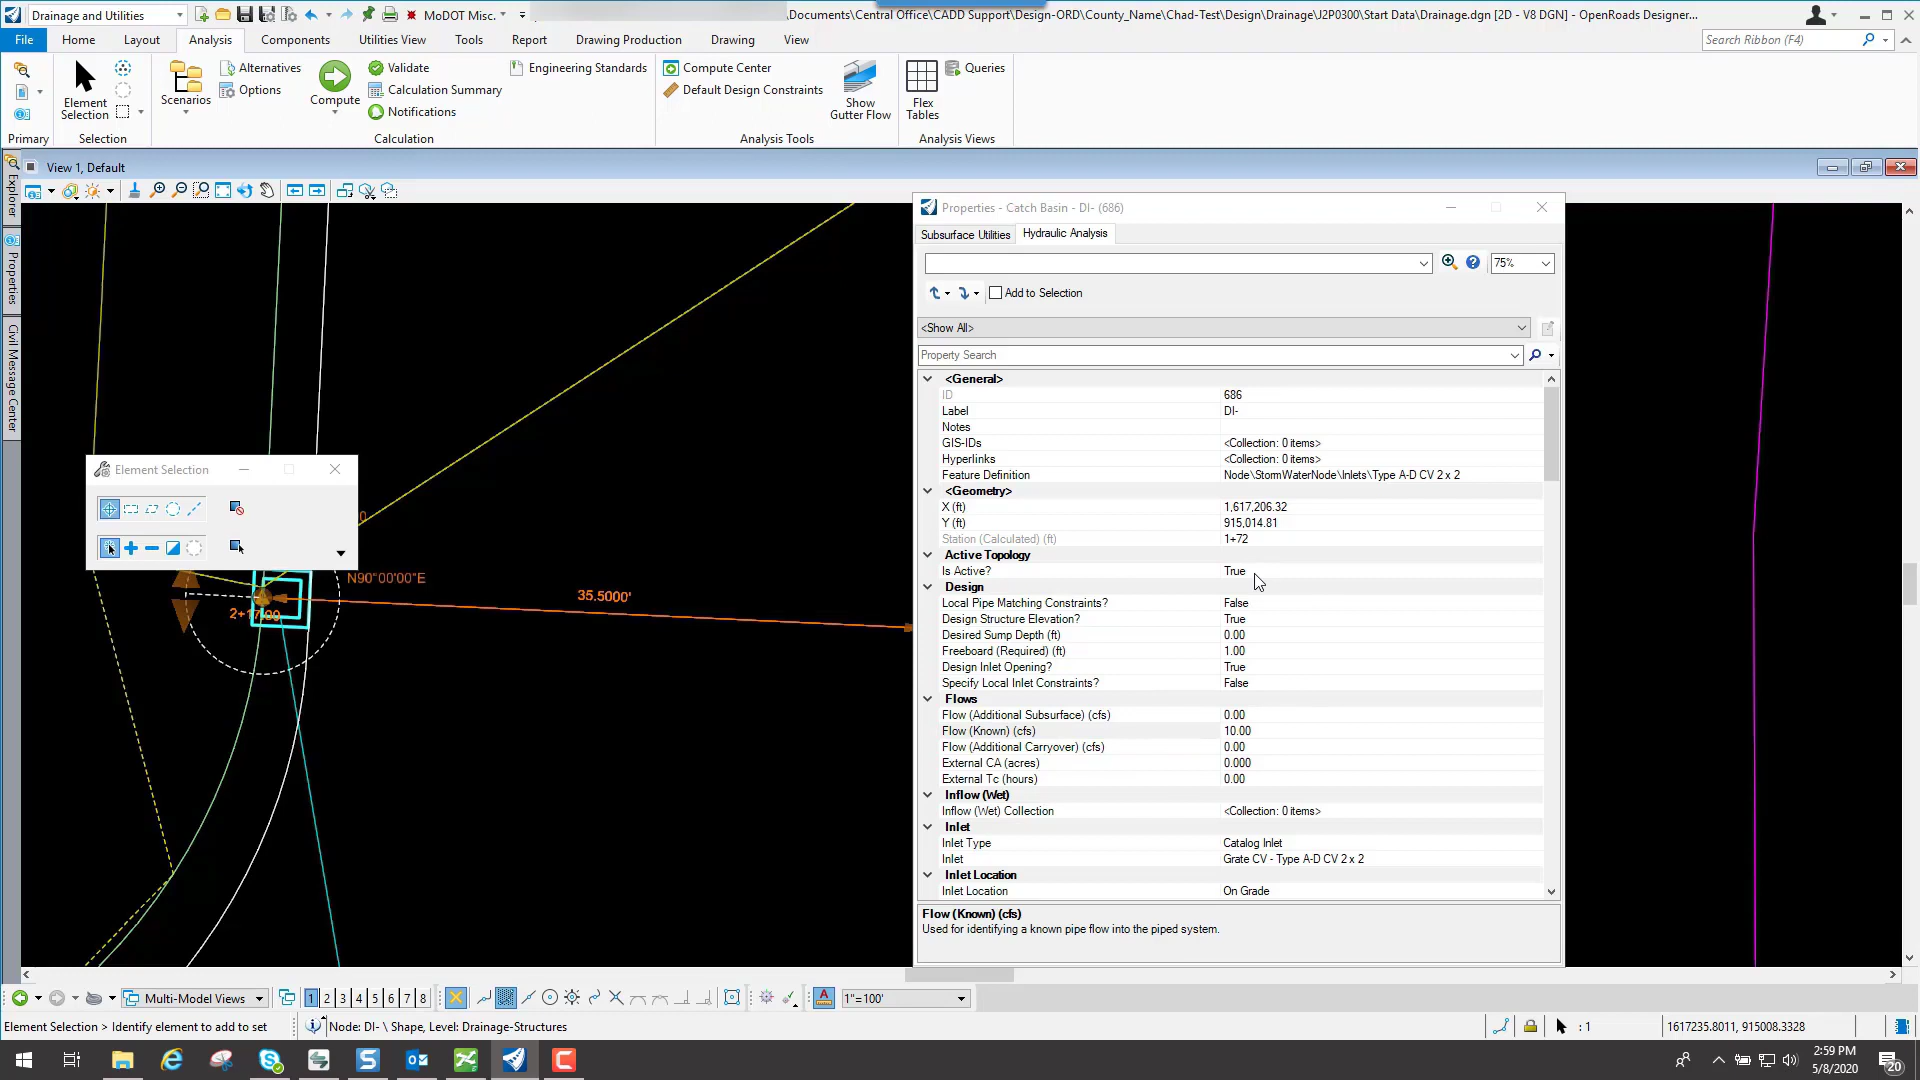 Drawing and Utilities
MoDOT Misc.
.Documents\Central Office\CADD Support\Design-ORD\County_Name\Chad-Test\Design\Drainage\J2P0300\Start Data\Drainage.dgn [2D - V8 DGN] - OpenRoads Designer...
File
Home
Layout
Analysis
Components
Utilities View
Tools
Report
Drawing Production
Drawing
View
Search Ribbon (F4)
Element
Selection
Scenarios
Alternatives
Options
Compute
Validate
Calculation Summary
Notifications
Engineering Standards
Compute Center
Default Design Constraints
Show
Gutter Flow
Flex
Tables
Queries
Primary
Selection
Calculation
Analysis Tools
Analysis Views
View 1, Default
Explorer
Properties
Civil Message Center
Element Selection
N90°00'00"E
35.5000'
Properties - Catch Basin - DI- (686)
Subsurface Utilities
Hydraulic Analysis
75%
Add to Selection
<Show All>
Property Search
<General>
ID 686
Label DI-
Notes
GIS-IDs <Collection: 0 items>
Hyperlinks <Collection: 0 items>
Feature Definition Node\StormWaterNode\Inlets\Type A-D CV 2 x 2
<Geometry>
X (ft) 1,617,206.32
Y (ft) 915,014.81
Station (Calculated) (ft) 1+72
Active Topology
Is Active? True
Design
Local Pipe Matching Constraints? False
Design Structure Elevation? True
Desired Sump Depth (ft) 0.00
Freeboard (Required) (ft) 1.00
Design Inlet Opening? True
Specify Local Inlet Constraints? False
Flows
Flow (Additional Subsurface) (cfs) 0.00
Flow (Known) (cfs) 10.00
Flow (Additional Carryover) (cfs) 0.00
External CA (acres) 0.000
External Tc (hours) 0.00
Inflow (Wet)
Inflow (Wet) Collection <Collection: 0 items>
Inlet
Inlet Type Catalog Inlet
Inlet Grate CV - Type A-D CV 2 x 2
Inlet Location
Inlet Location On Grade
Flow (Known) (cfs)
Used for identifying a known pipe flow into the piped system.
Multi-Model Views
1 2 3 4 5 6 7 8
1"=100'
Element Selection > Identify element to add to set
Node: DI- \ Shape, Level: Drainage-Structures
: 1
1617235.8011, 915008.3328
2:59 PM
5/8/2020
20